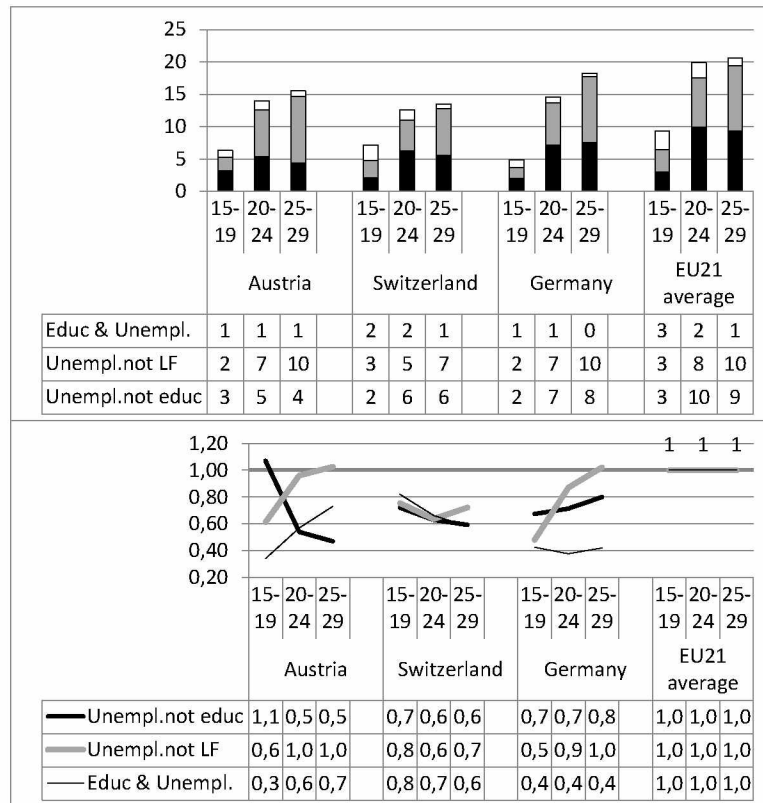 25
20
15
10
5
0
15- 20- 25- 15- 20- 25- 15- 20- 25- 15- 20- 25-
19 24 29 19 24 29 19 24 29 19 24 29
Austria Switzerland Germany EU21
average
Educ & Unempl. 1 1 1 2 2 1 1 1 0 3 2 1
Unempl.not LF 2 7 10 3 5 7 2 7 10 3 8 10
Unempl.not educ 3 5 4 2 6 6 2 7 8 3 10 9
1,20 1 1 1
1,00
0,80
0,60
0,40
0,20
15- 20- 25- 15- 20- 25- 15- 20- 25- 15- 20- 25-
19 24 29 19 24 29 19 24 29 19 24 29
Austria Switzerland Germany EU21
average
Unempl.not educ 1,1 0,5 0,5 0,7 0,6 0,6 0,7 0,7 0,8 1,0 1,0 1,0
Unempl.not LF 0,6 1,0 1,0 0,8 0,6 0,7 0,5 0,9 1,0 1,0 1,0 1,0
Educ & Unempl. 0,3 0,6 0,7 0,8 0,7 0,6 0,4 0,4 0,4 1,0 1,0 1,0